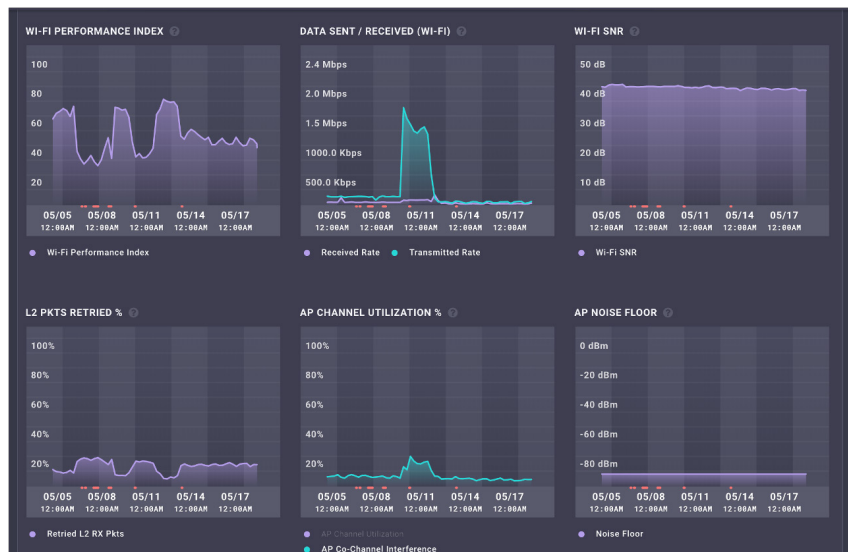 WI-FI PERFORMANCE INDEX ?
100
80
60
40
20
05/05 05/08 05/11 05/14 05/17
12:00AM 12:00AM 12:00AM 12:00AM 12:00AM
Wi-Fi Performance Index
DATA SENT / RECEIVED (WI-FI) ?
2.4 Mbps
2.0 Mbps
1.5 Mbps
1000.0 Kbps
500.0 Kbps
05/05 05/08 05/11 05/14 05/17
12:00AM 12:00AM 12:00AM 12:00AM 12:00AM
Received Rate Transmitted Rate
WI-FI SNR ?
50 dB
40 dB
30 dB
20 dB
10 dB
05/05 05/08 05/11 05/14 05/17
12:00AM 12:00AM 12:00AM 12:00AM 12:00AM
Wi-Fi SNR
L2 PKTS RETRIED % ?
100%
80%
60%
40%
20%
05/05 05/08 05/11 05/14 05/17
12:00AM 12:00AM 12:00AM 12:00AM 12:00AM
Retried L2 RX Pkts
AP CHANNEL UTILIZATION % ?
100%
80%
60%
40%
20%
05/05 05/08 05/11 05/14 05/17
12:00AM 12:00AM 12:00AM 12:00AM 12:00AM
AP Channel Utilization
AP Co-Channel Interference
AP NOISE FLOOR ?
0 dBm
-20 dBm
-40 dBm
-60 dBm
-80 dBm
05/05 05/08 05/11 05/14 05/17
12:00AM 12:00AM 12:00AM 12:00AM 12:00AM
Noise Floor